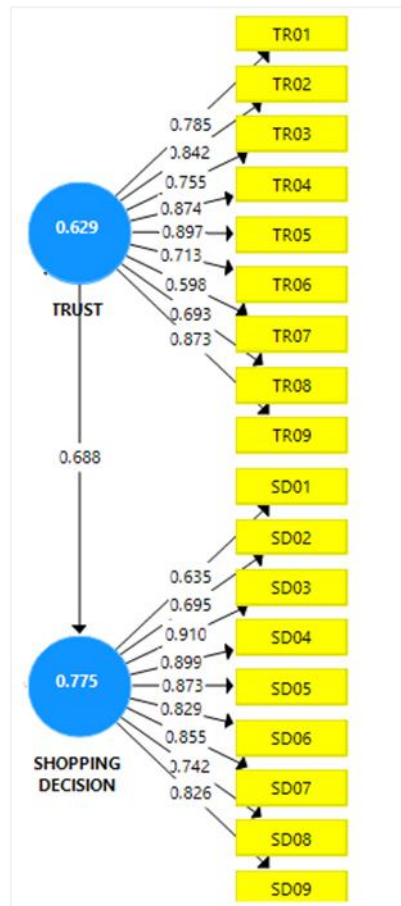 TR01
TR02
TR03
TR04
TR05
TR06
TR07
TR08
TR09
0.785
0.842
0.755
0.874
0.897
0.713
0.598
0.693
0.873
0.629
TRUST
0.688
SD01
SD02
SD03
SD04
SD05
SD06
SD07
SD08
SD09
0.635
0.695
0.910
0.899
0.873
0.829
0.855
0.742
0.826
0.775
SHOPPING
DECISION